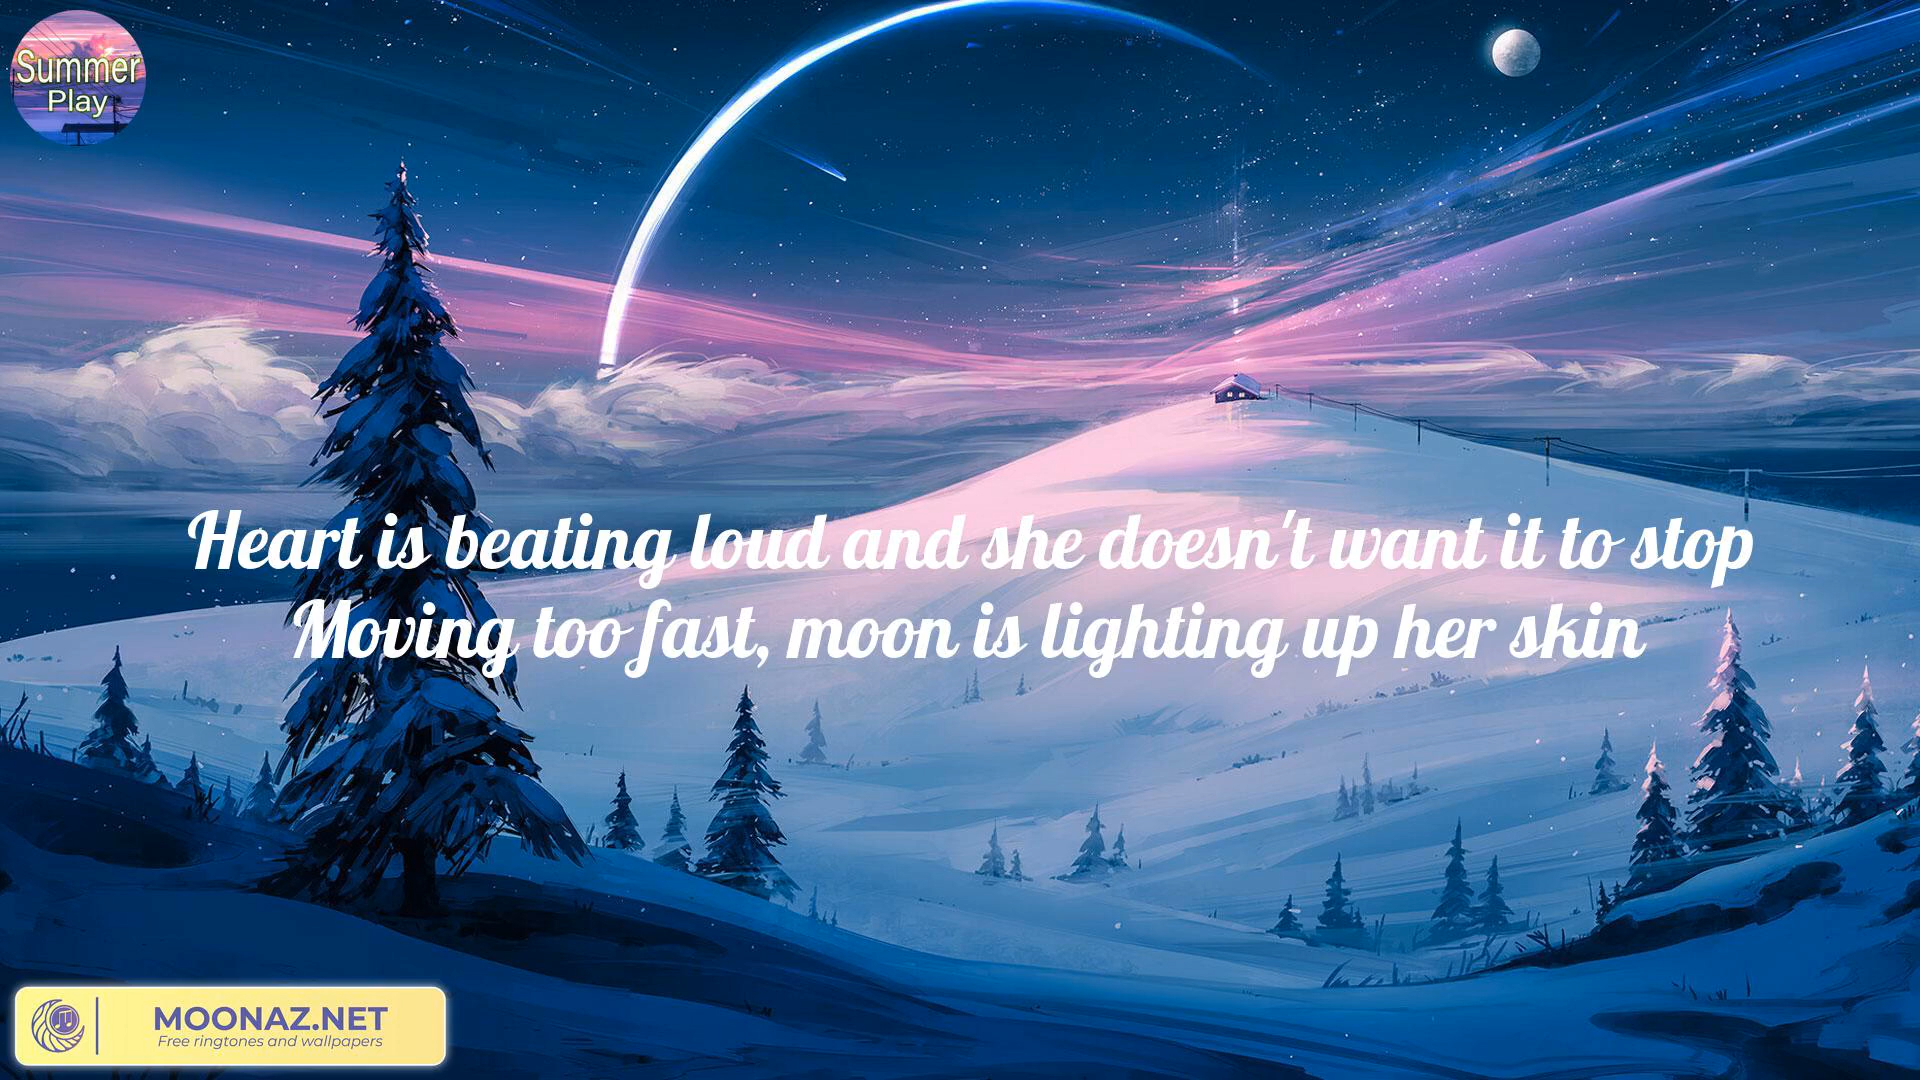 Summer
Play
Heart is beating loud and she doesn't want it to stop
Moving too fast, moon is lighting up her skin
MOONAZ.NET
Free ringtones and wallpapers